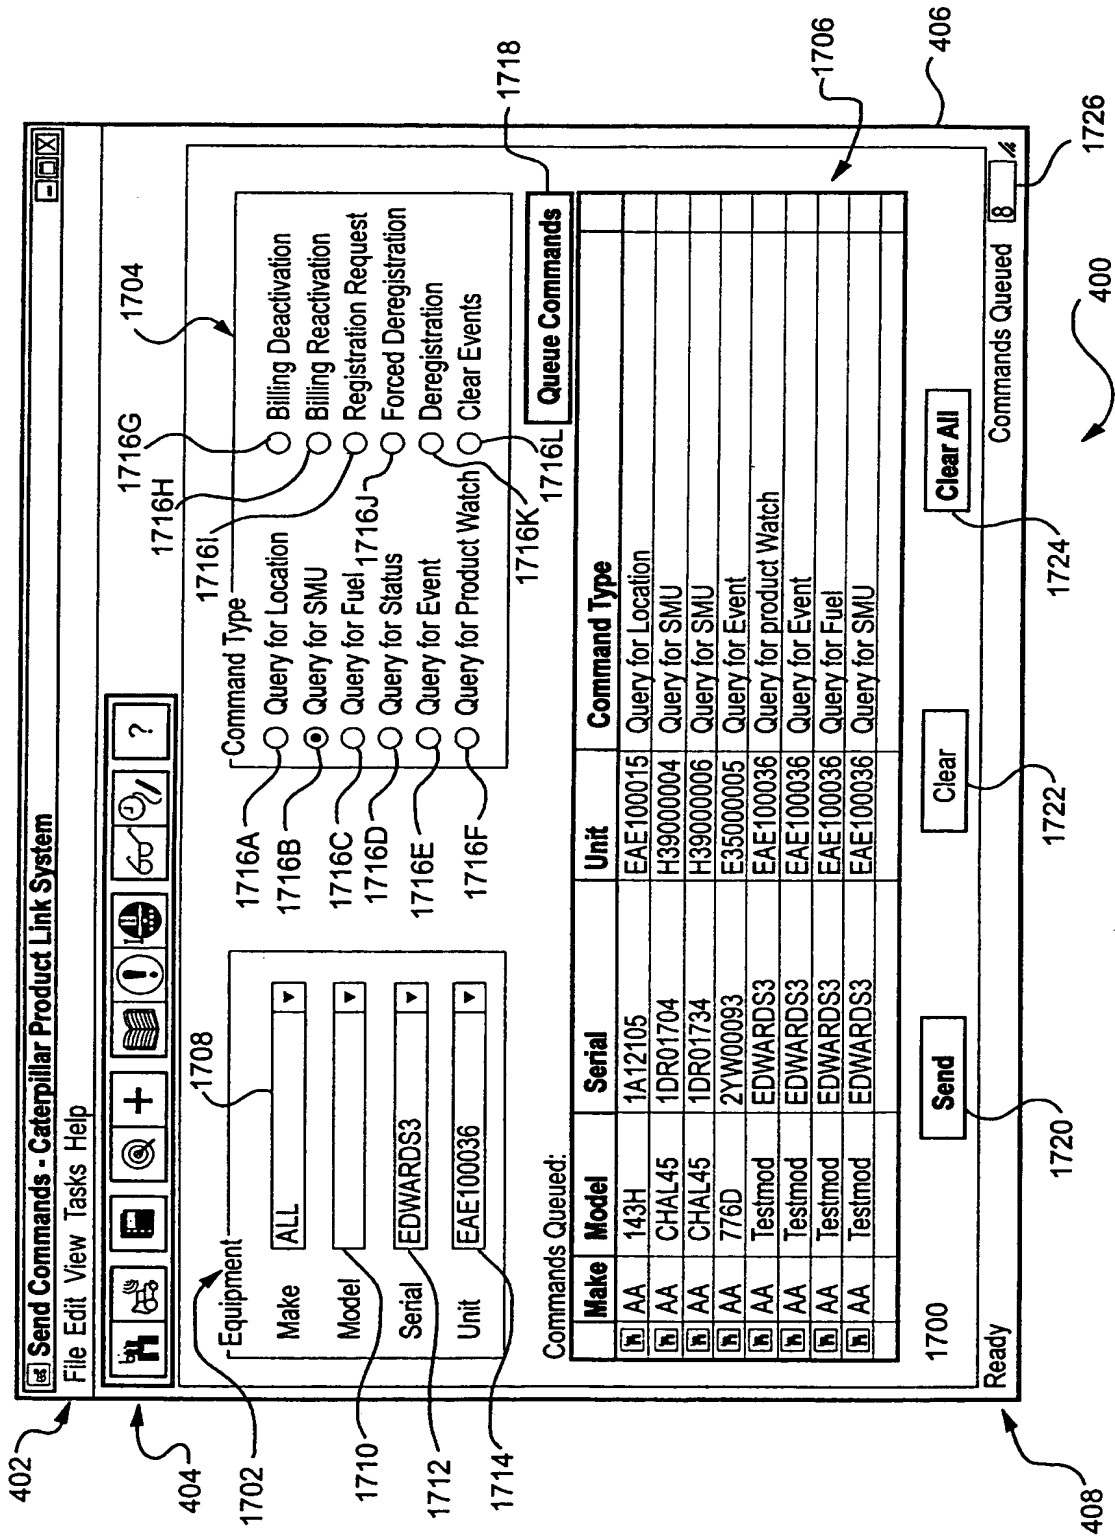 Send Commands - Caterpillar Product Link System
File Edit View Tasks Help
?
402
404
1702
Equipment
Make ALL
Model
Serial EDWARDS3
Unit EAE100036
1708
1710
1712
1714
1704
Command Type
Query for Location
Query for SMU
Query for Fuel
Query for Status
Query for Event
Query for Product Watch
Billing Deactivation
Billing Reactivation
Registration Request
Forced Deregistration
Deregistration
Clear Events
1716A
1716B
1716C
1716D
1716E
1716F
1716G
1716H
1716I
1716J
1716K
1716L
Queue Commands
1718
Commands Queued:
Make Model Serial Unit Command Type
AA 143H 1A12105 EAE100015 Query for Location
AA CHAL45 1DR01704 H39000004 Query for SMU
AA CHAL45 1DR01734 H39000006 Query for SMU
AA 776D 2YW00093 E35000005 Query for Event
AA Testmod EDWARDS3 EAE100036 Query for product Watch
AA Testmod EDWARDS3 EAE100036 Query for Event
AA Testmod EDWARDS3 EAE100036 Query for Fuel
AA Testmod EDWARDS3 EAE100036 Query for SMU
1706
1700
Send
Clear
Clear All
1720
1722
1724
Ready
Commands Queued 8
406
1726
408
400